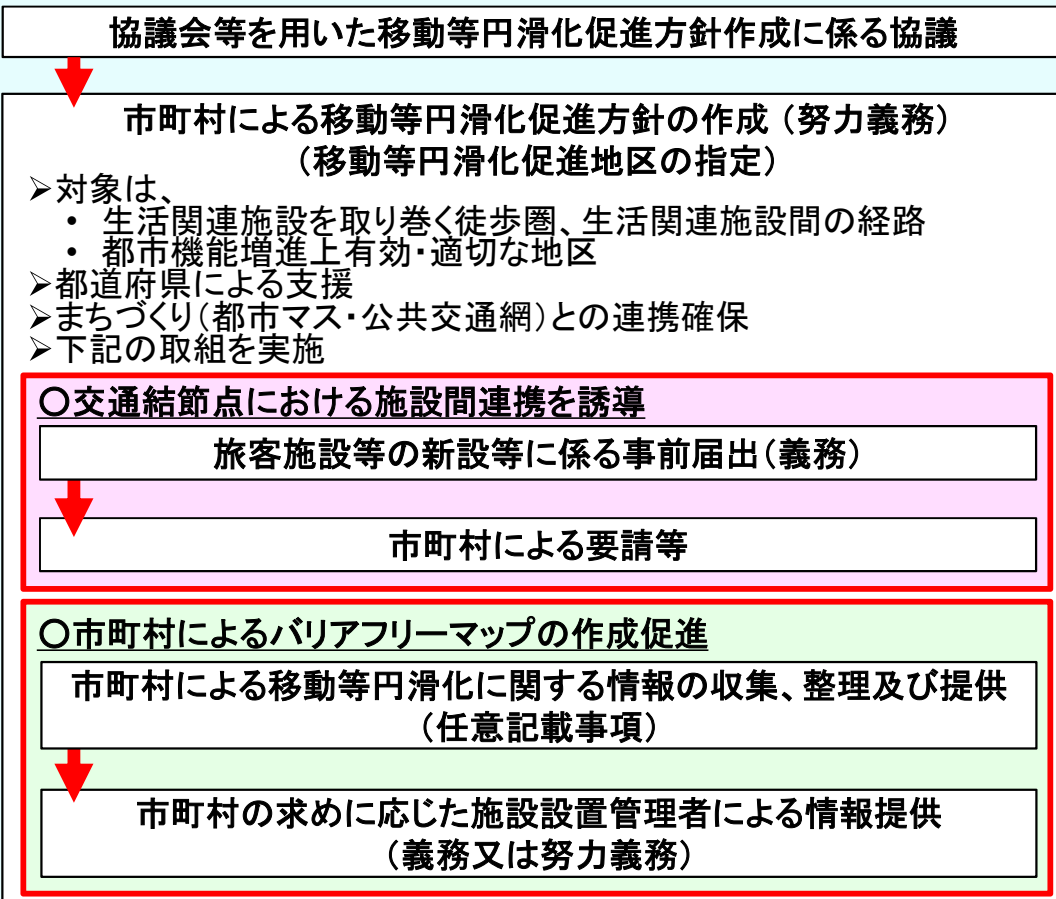 協議会等を用いた移動等円滑化促進方針作成に係る協議
市町村による移動等円滑化促進方針の作成（努力義務）
（移動等円滑化促進地区の指定）
➢対象は、
• 生活関連施設を取り巻く徒歩圏、生活関連施設間の経路
• 都市機能増進上有効・適切な地区
➢都道府県による支援
➢まちづくり（都市マス・公共交通網）との連携確保
➢下記の取組を実施
〇交通結節点における施設間連携を誘導
旅客施設等の新設等に係る事前届出（義務）
市町村による要請等
〇市町村によるバリアフリーマップの作成促進
市町村による移動等円滑化に関する情報の収集、整理及び提供
（任意記載事項）
市町村の求めに応じた施設設置管理者による情報提供
（義務又は努力義務）